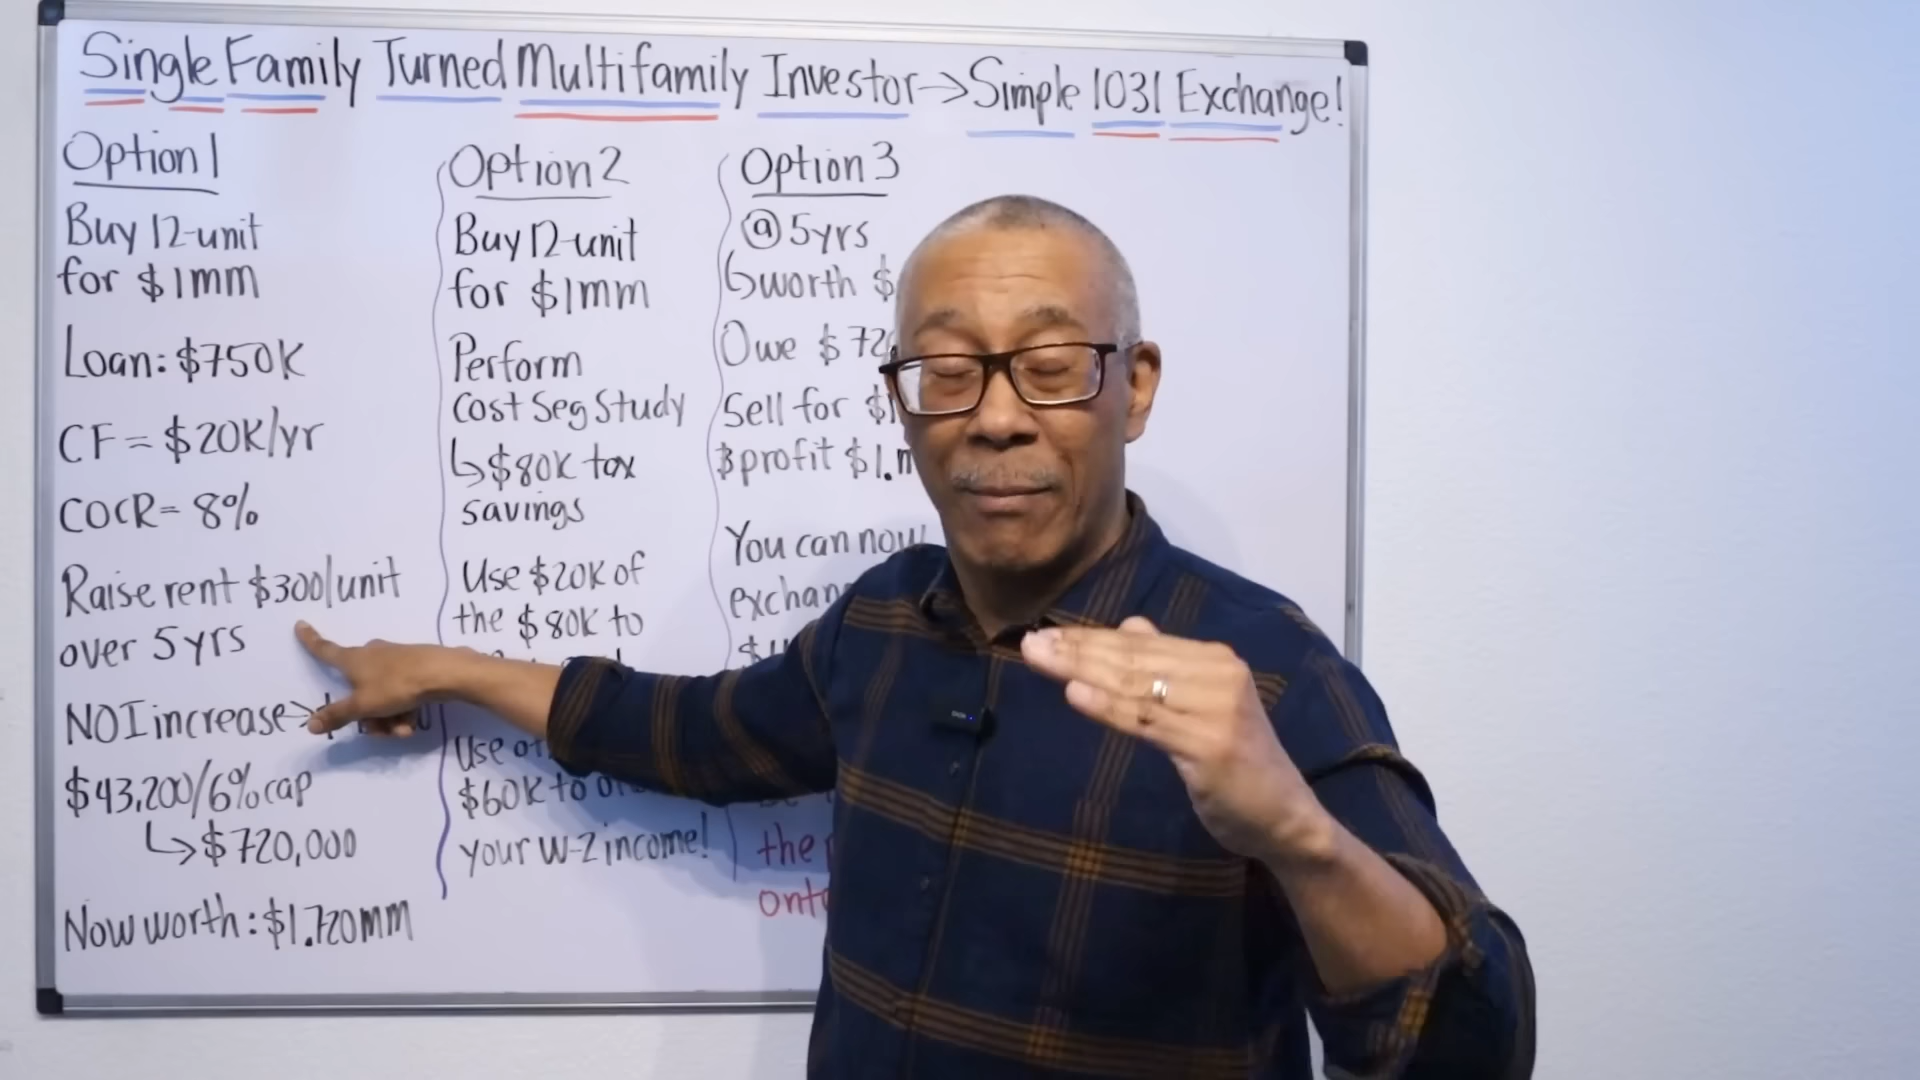 Single Family Turned Multifamily Investor→Simple 1031 Exchange!
Option 1
Buy 12-unit
for $1mm
Loan: $750K
CF = $20K/yr
COCR= 8%
Raise rent $300/unit
over 5yrs
NOI increase→
$43,200/6% cap
↳$720,000
Now worth: $1.720mm
Option 2
Buy 12-unit
for $1mm
Perform
Cost Seg Study
↳$80K tax
savings
Use $20K of
the $80K to
Use
$60K to
your W-2 income!
Option 3
@ 5yrs
↳worth $
Owe $72
Sell for $1
$profit $1.
You can now
exchan
$
the
onto